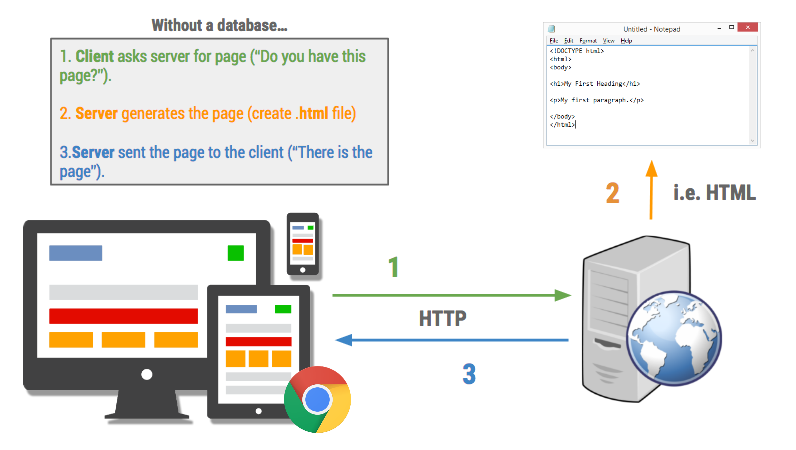 Without a database...
1. Client asks server for page (“Do you have this
page?”).
2. Server generates the page (create .html file)
3.Server sent the page to the client (“There is the
page”).
Untitled - Notepad
File Edit Format View Help
<!DOCTYPE html>
<html>
<body>
<h1>My First Heading</h1>
<p>My first paragraph.</p>
</body>
</html>
2
i.e. HTML
1
HTTP
3